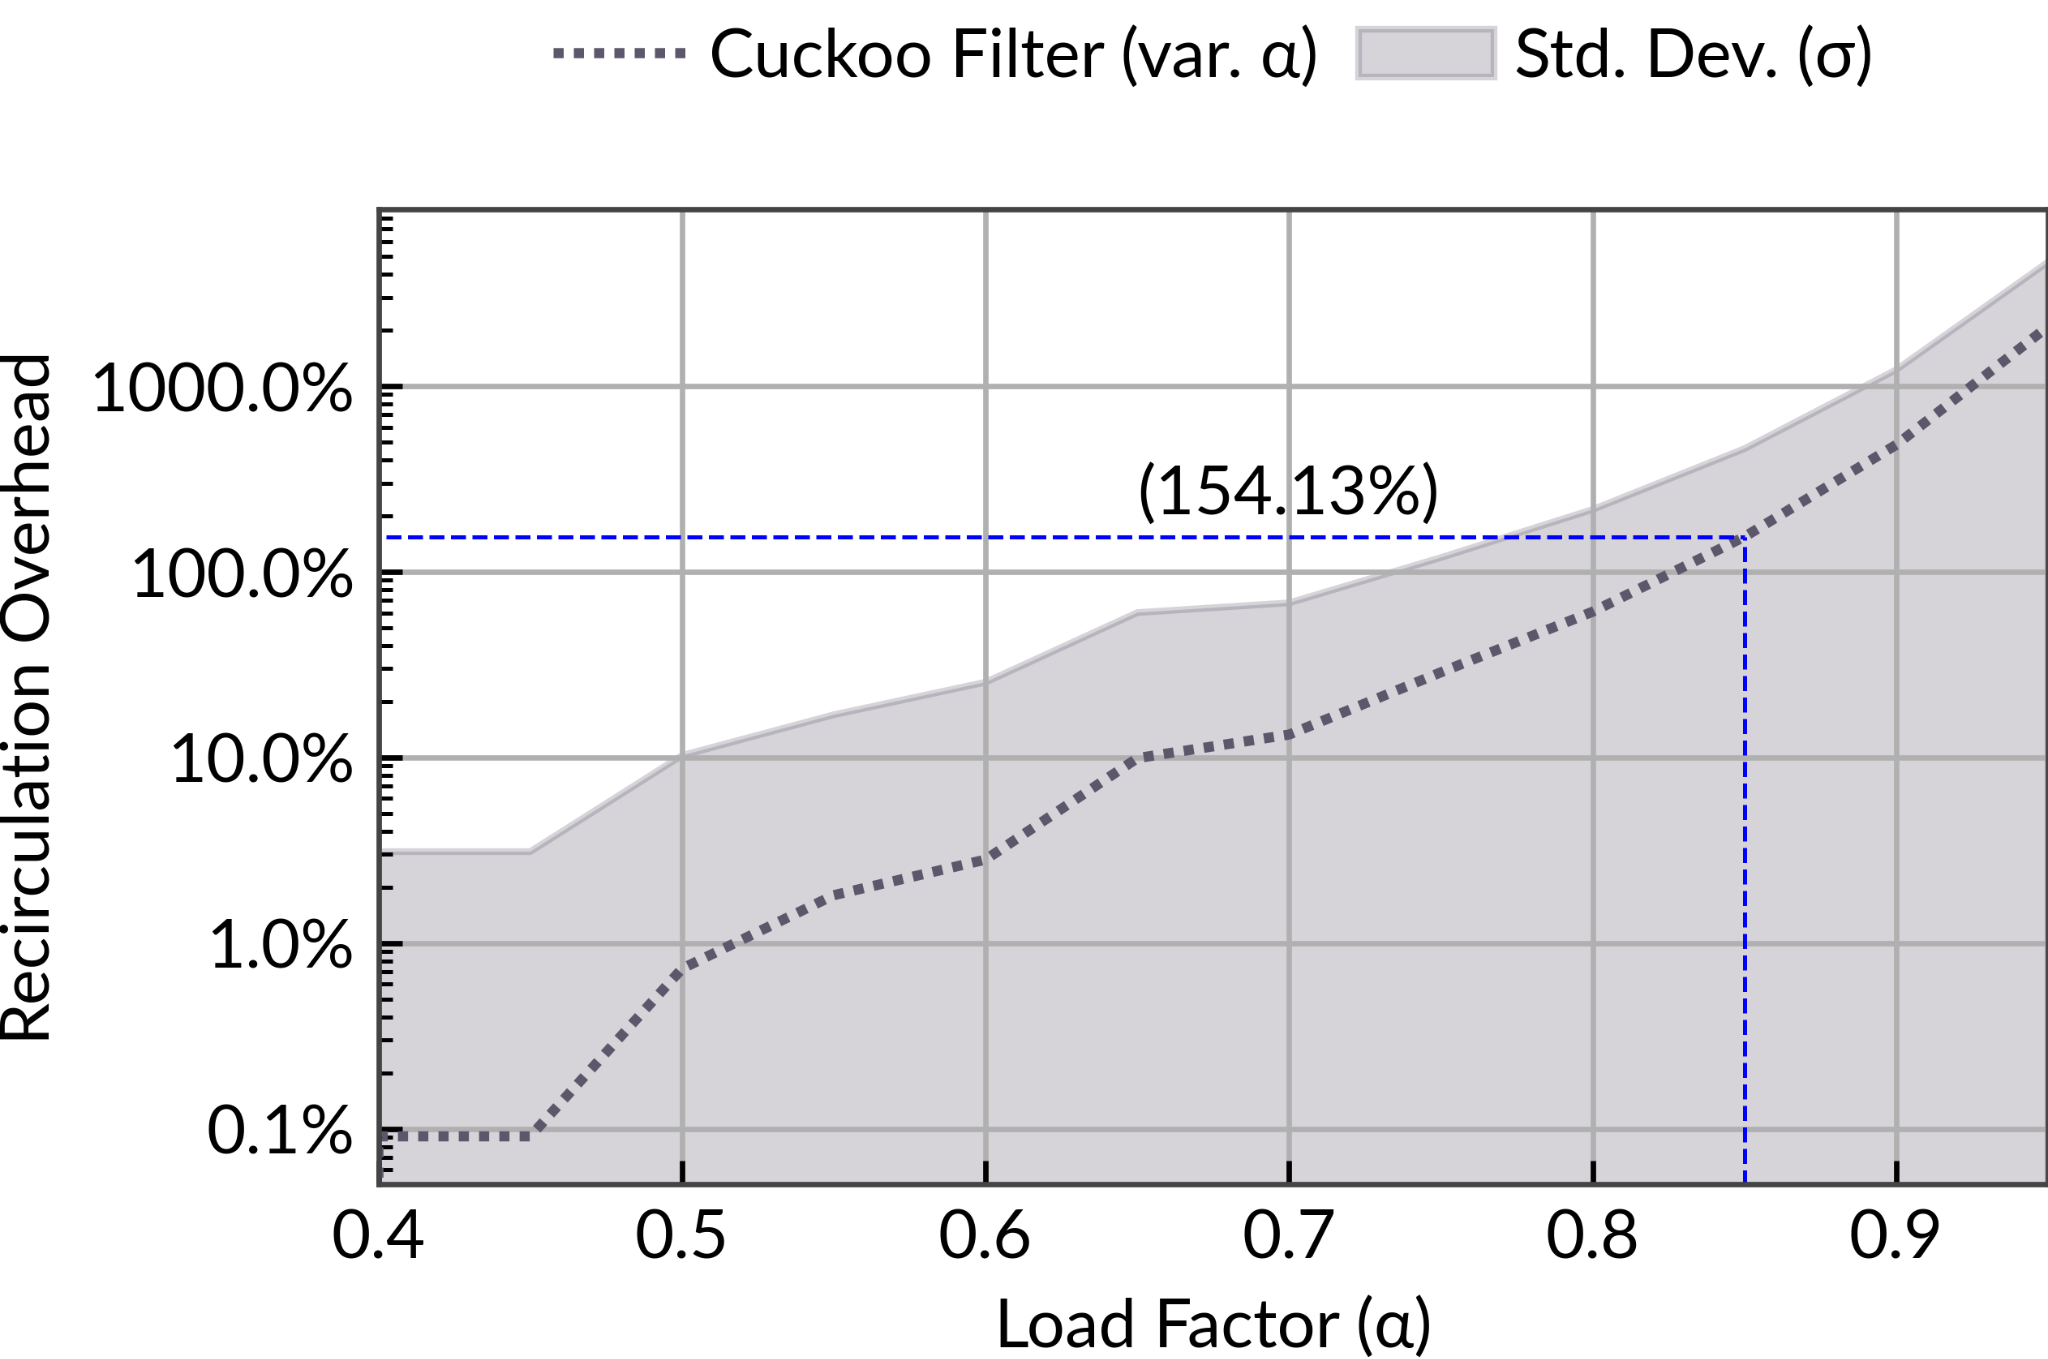 Cuckoo Filter (var. α) Std. Dev. (σ)
Recirculation Overhead
1000.0%
100.0%
10.0%
1.0%
0.1%
(154.13%)
0.4 0.5 0.6 0.7 0.8 0.9
Load Factor (α)